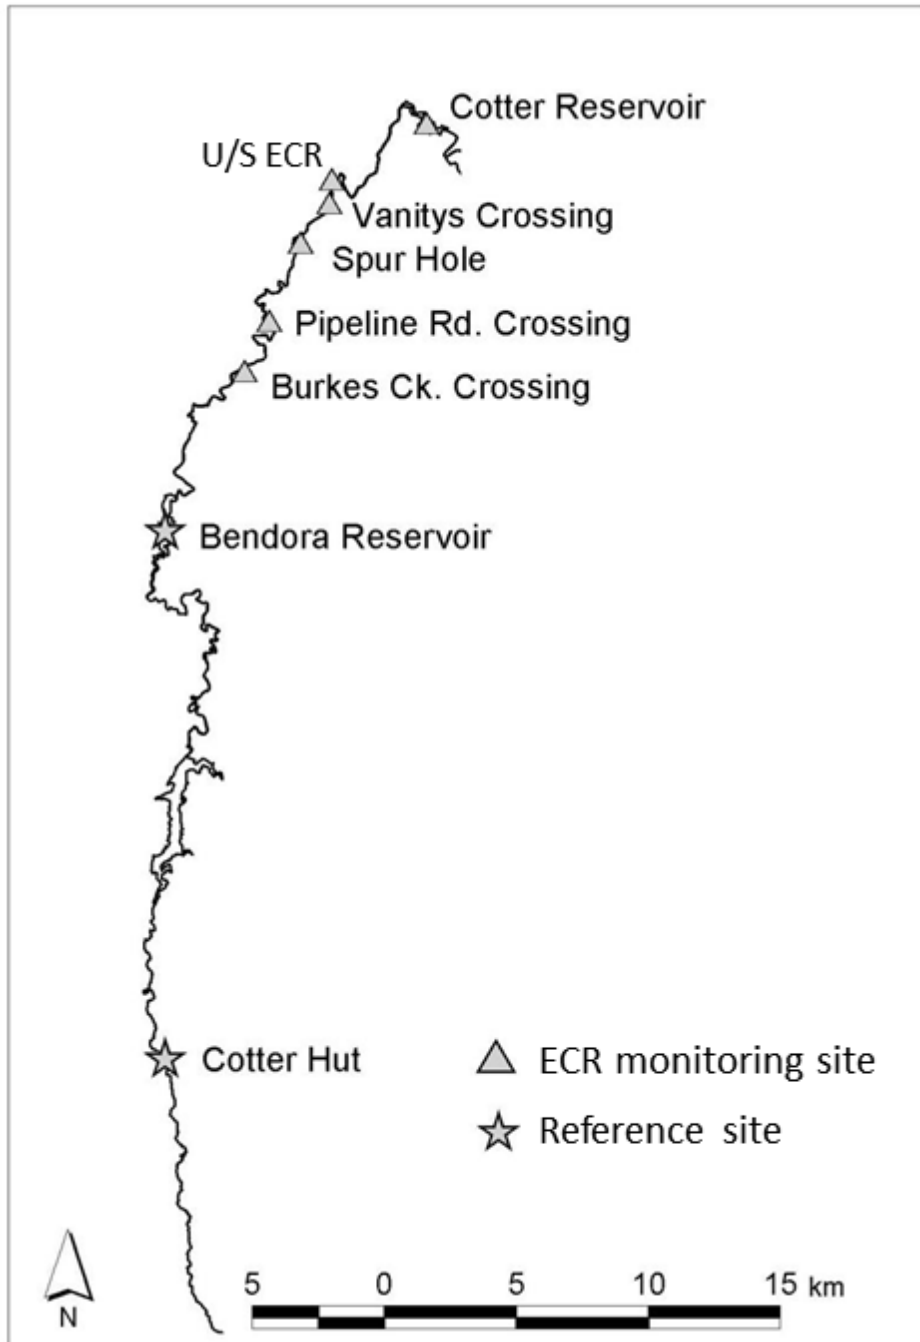 Cotter Reservoir
U/S ECR
Vanitys Crossing
Spur Hole
Pipeline Rd. Crossing
Burkes Ck. Crossing
Bendora Reservoir
Cotter Hut
ECR monitoring site
Reference site
N
5 0 5 10 15 km